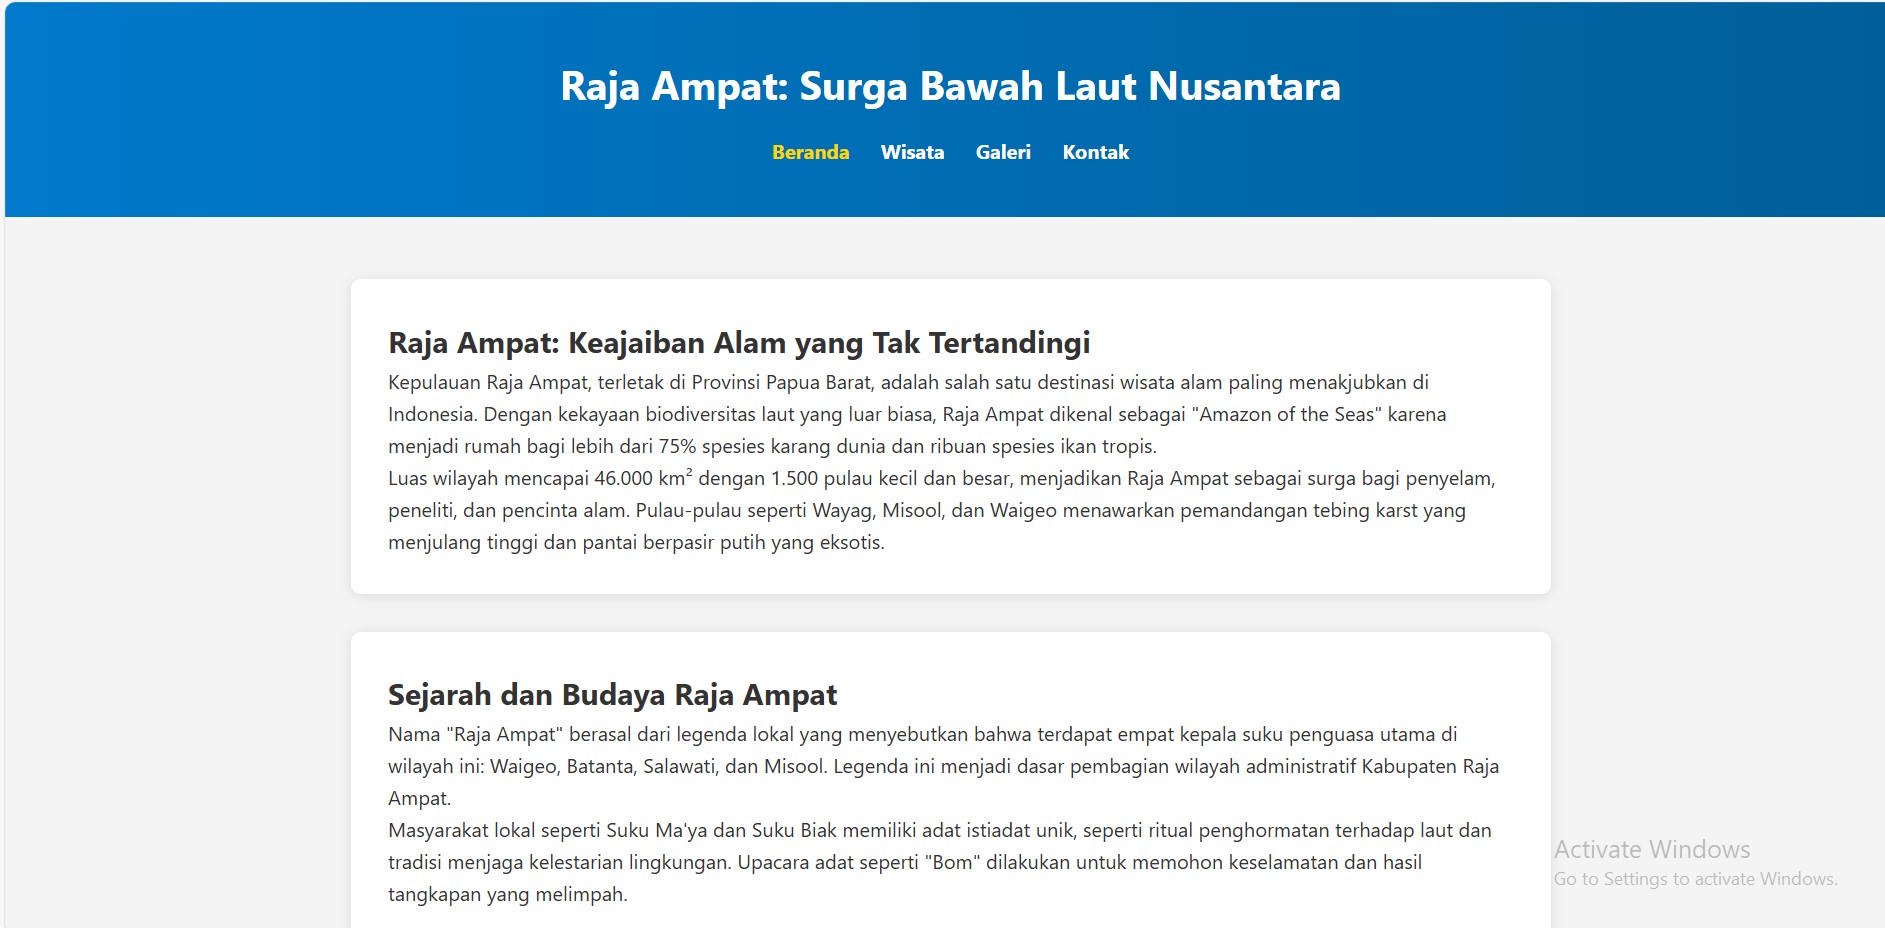 Raja Ampat: Surga Bawah Laut Nusantara
Beranda Wisata Galeri Kontak
Raja Ampat: Keajaiban Alam yang Tak Tertandingi
Kepulauan Raja Ampat, terletak di Provinsi Papua Barat, adalah salah satu destinasi wisata alam paling menakjubkan di
Indonesia. Dengan kekayaan biodiversitas laut yang luar biasa, Raja Ampat dikenal sebagai "Amazon of the Seas" karena
menjadi rumah bagi lebih dari 75% spesies karang dunia dan ribuan spesies ikan tropis.
Luas wilayah mencapai 46.000 km² dengan 1.500 pulau kecil dan besar, menjadikan Raja Ampat sebagai surga bagi penyelam,
peneliti, dan pencinta alam. Pulau-pulau seperti Wayag, Misool, dan Waigeo menawarkan pemandangan tebing karst yang
menjulang tinggi dan pantai berpasir putih yang eksotis.
Sejarah dan Budaya Raja Ampat
Nama "Raja Ampat" berasal dari legenda lokal yang menyebutkan bahwa terdapat empat kepala suku penguasa utama di
wilayah ini: Waigeo, Batanta, Salawati, dan Misool. Legenda ini menjadi dasar pembagian wilayah administratif Kabupaten Raja
Ampat.
Masyarakat lokal seperti Suku Ma'ya dan Suku Biak memiliki adat istiadat unik, seperti ritual penghormatan terhadap laut dan
tradisi menjaga kelestarian lingkungan. Upacara adat seperti "Bom" dilakukan untuk memohon keselamatan dan hasil
tangkapan yang melimpah.
Activate Windows
Go to Settings to activate Windows.